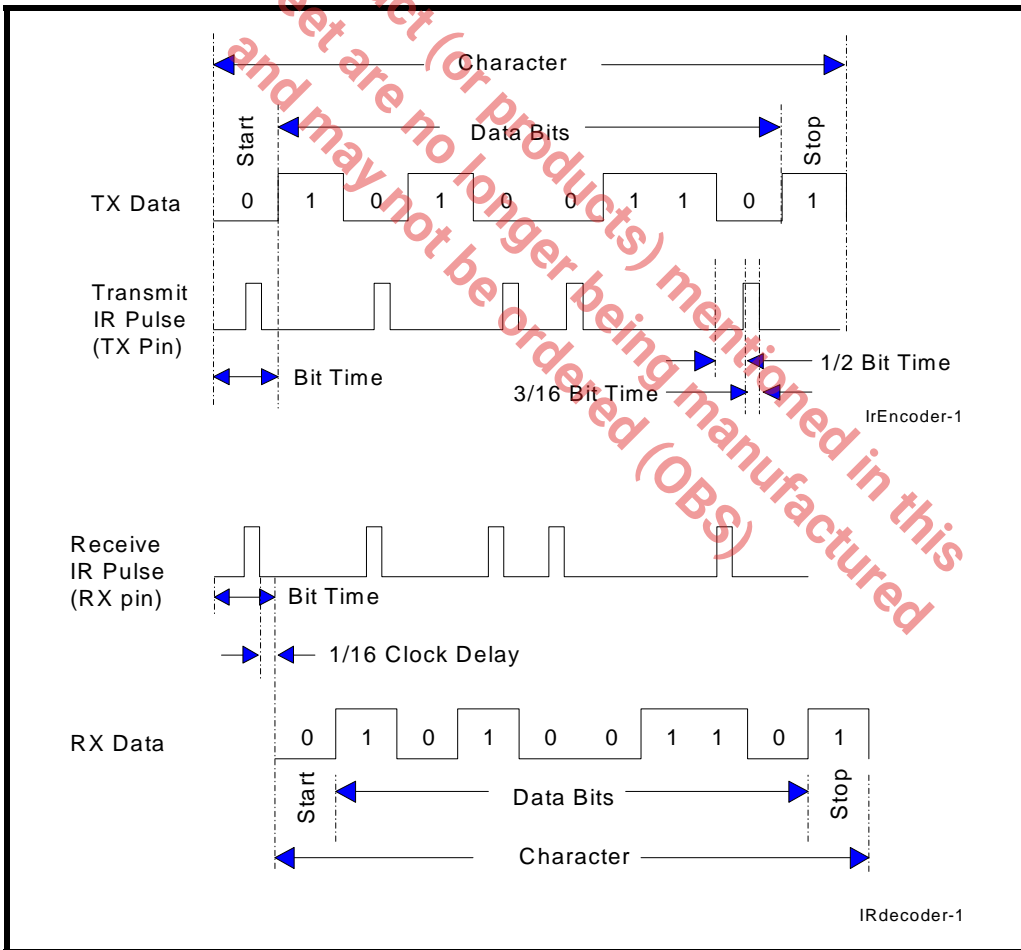 uct (or products) mentioned in this
eet are no longer being manufactured
and may not be ordered (OBS)
Character
Start
Data Bits
Stop
TX Data
0 1 0 1 0 0 1 1 0 1
Transmit
IR Pulse
(TX Pin)
Bit Time
1/2 Bit Time
3/16 Bit Time
IrEncoder-1
Receive
IR Pulse
(RX pin)
Bit Time
1/16 Clock Delay
RX Data
0 1 0 1 0 0 1 1 0 1
Start
Data Bits
Stop
Character
IRdecoder-1